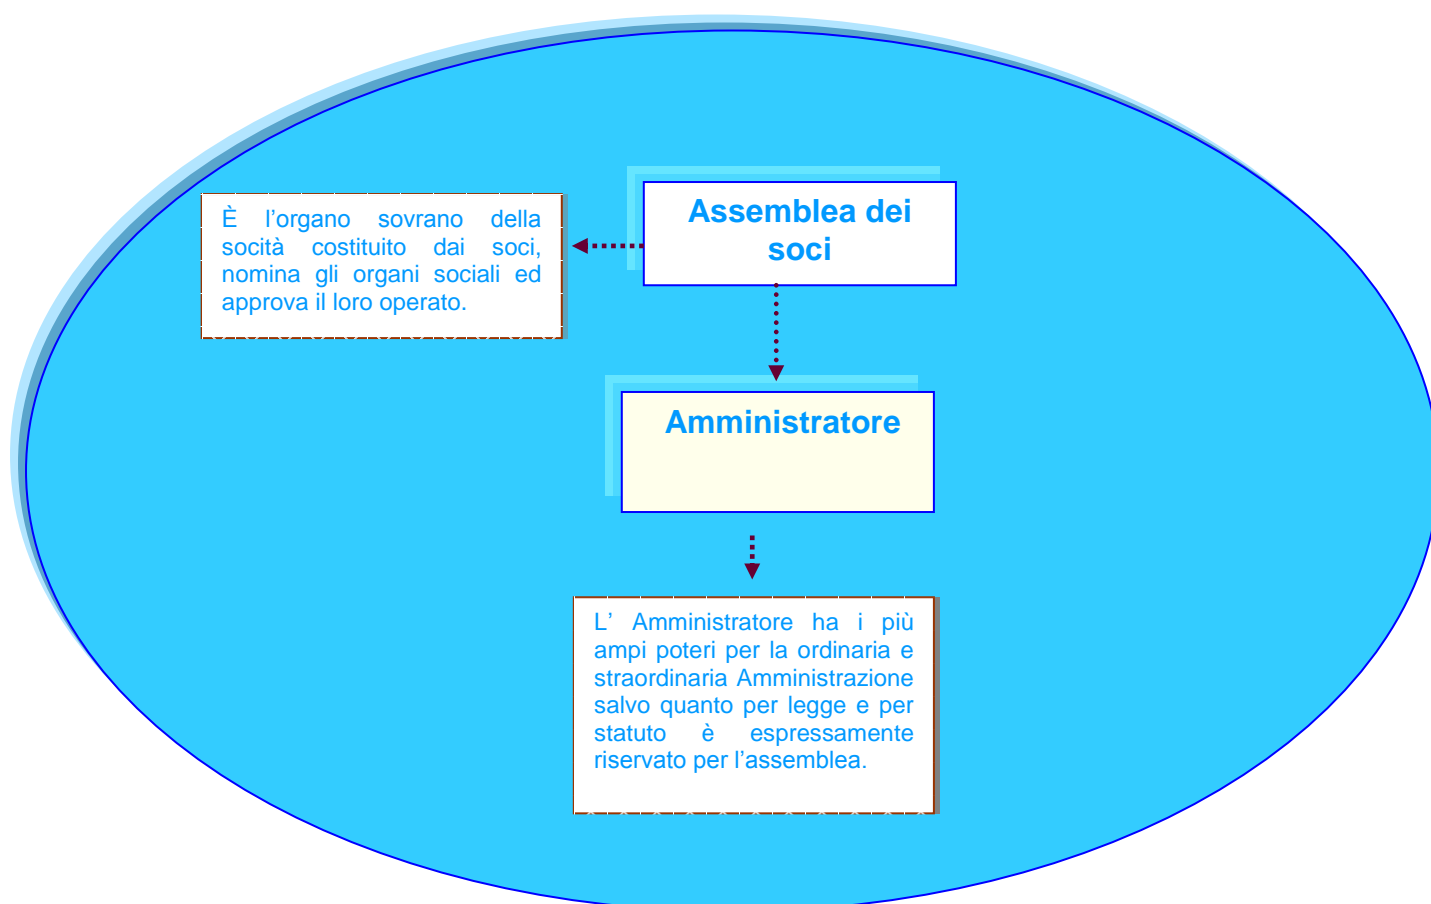 Assemblea dei
soci
È l’organo sovrano della
socità costituito dai soci,
nomina gli organi sociali ed
approva il loro operato.
Amministratore
L’ Amministratore ha i più
ampi poteri per la ordinaria e
straordinaria Amministrazione
salvo quanto per legge e per
statuto è espressamente
riservato per l’assemblea.